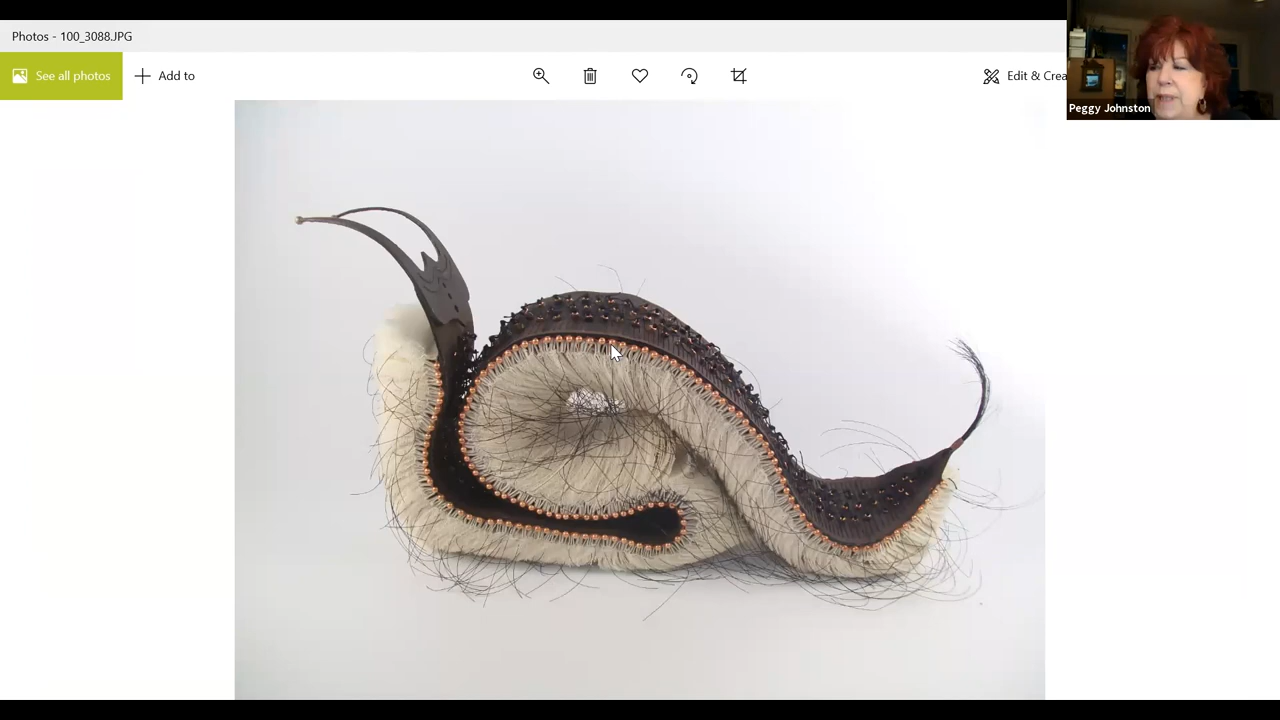 Photos - 100_3088.JPG
See all photos
Add to
Edit & Crea
Peggy Johnston